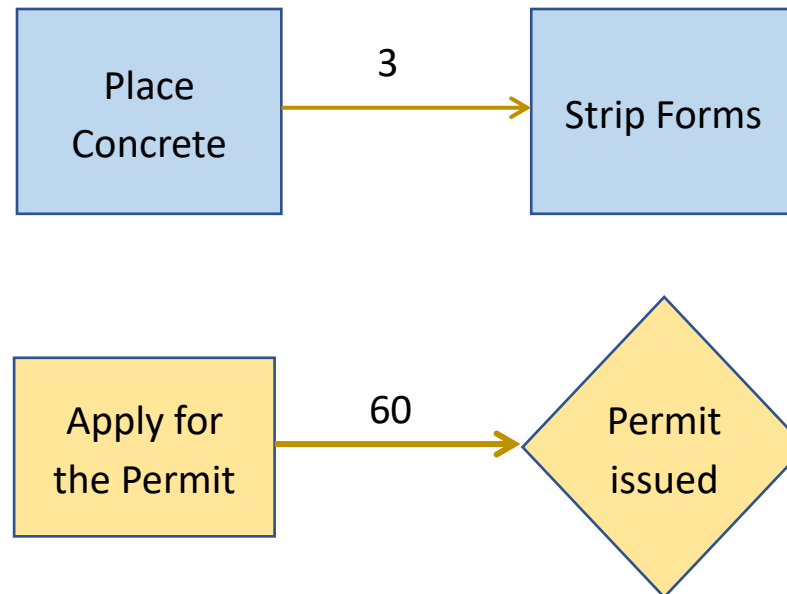 Place
Concrete
3
Strip Forms
Apply for
the Permit
60
Permit
issued